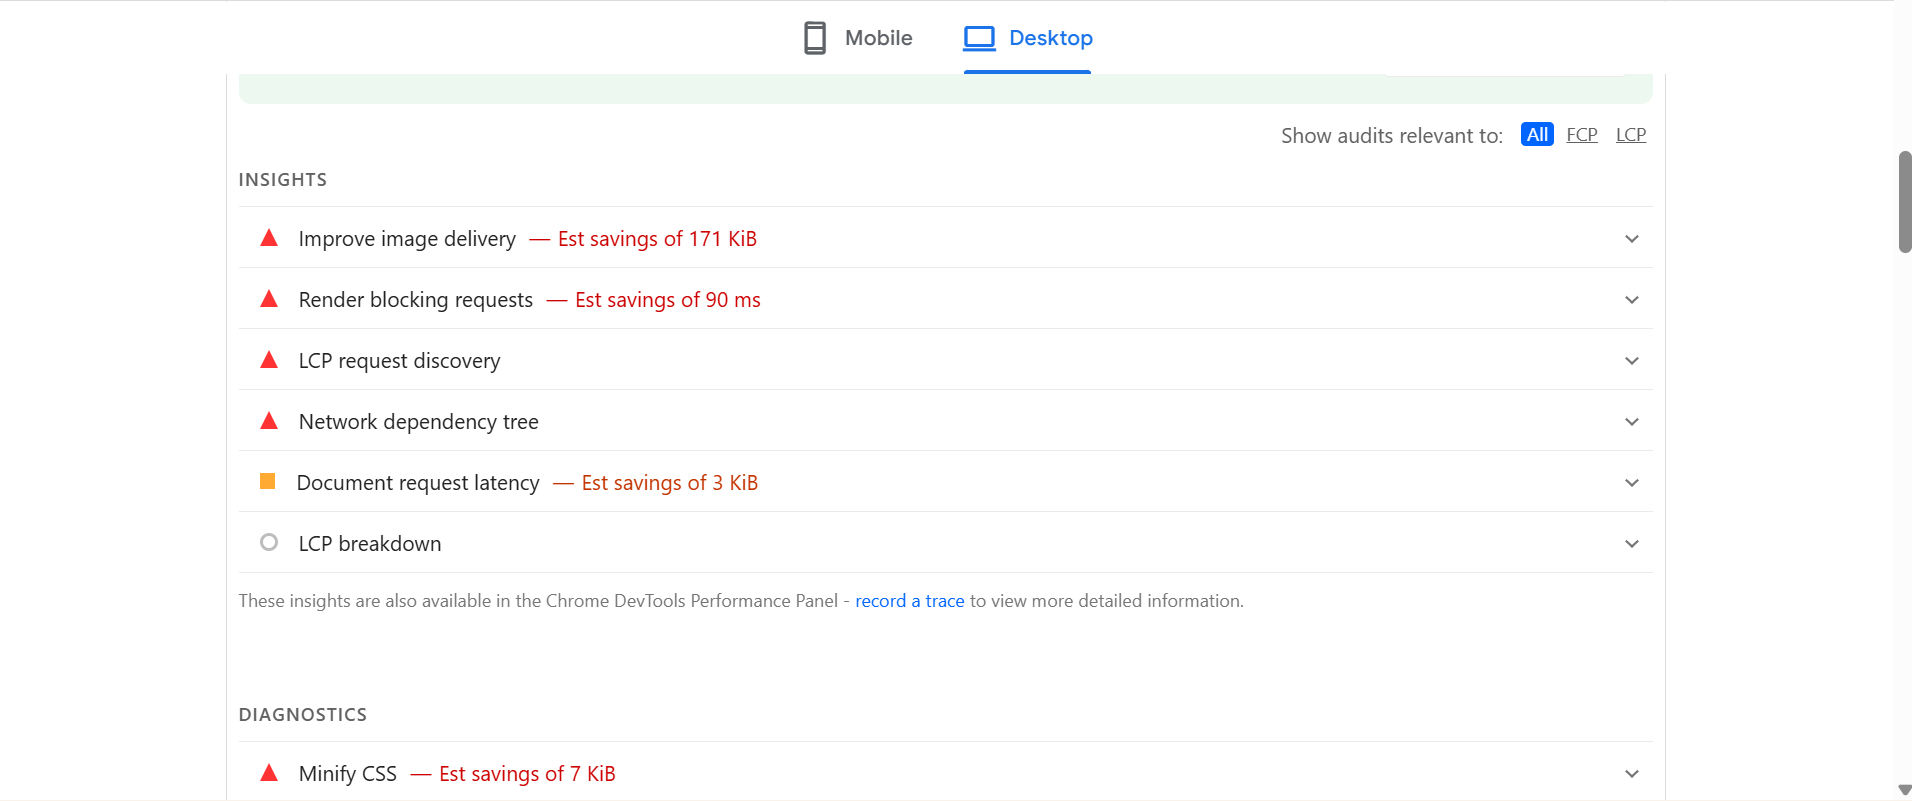 Mobile
Desktop
Show audits relevant to: All FCP LCP
INSIGHTS
Improve image delivery — Est savings of 171 KiB
Render blocking requests — Est savings of 90 ms
LCP request discovery
Network dependency tree
Document request latency — Est savings of 3 KiB
LCP breakdown
These insights are also available in the Chrome DevTools Performance Panel - record a trace to view more detailed information.
DIAGNOSTICS
Minify CSS — Est savings of 7 KiB